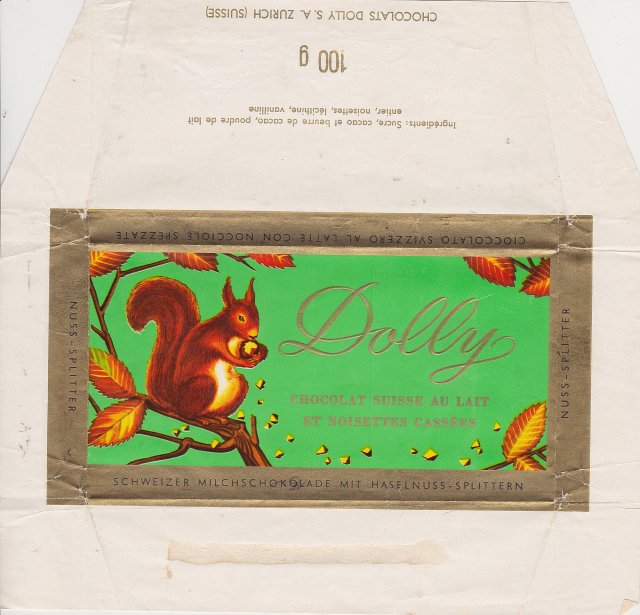 CHOCOLATS DOLLY S. A. ZURICH (SUISSE)
100 g
Ingrédients: Sucre, cacao et beurre de cacao, poudre de lait
entier, noisettes, lécithine, vanilline
CIOCCOLATO SVIZZERO AL LATTE CON NOCCIOLE SPEZZATE
NUSS-SPLITTER
Dolly
CHOCOLAT SUISSE AU LAIT
ET NOISETTES CASSÉES
NUSS-SPLITTER
SCHWEIZER MILCHSCHOKOLADE MIT HASELNUSS-SPLITTERN